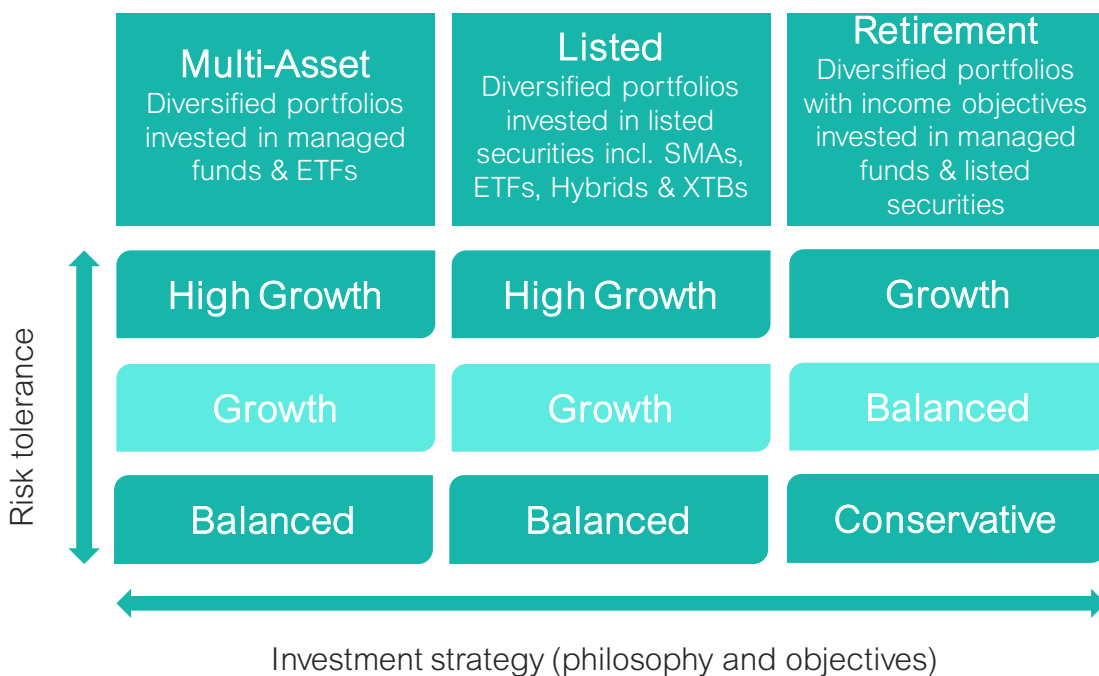 Multi-Asset
Diversified portfolios
invested in managed
funds & ETFs
Listed
Diversified portfolios
invested in listed
securities incl. SMAs,
ETFs, Hybrids & XTBs
Retirement
Diversified portfolios
with income objectives
invested in managed
funds & listed
securities
Risk tolerance
High Growth
High Growth
Growth
Growth
Growth
Balanced
Balanced
Balanced
Conservative
Investment strategy (philosophy and objectives)